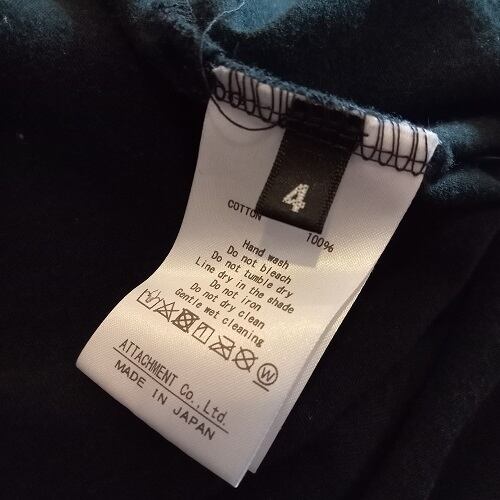 4
COTTON 100%
Hand wash
Do not bleach
Do not tumble dry
Line dry in the shade
Do not iron
Do not dry clean
Gentle wet cleaning
W
ATTACHMENT Co., Ltd.
MADE IN JAPAN